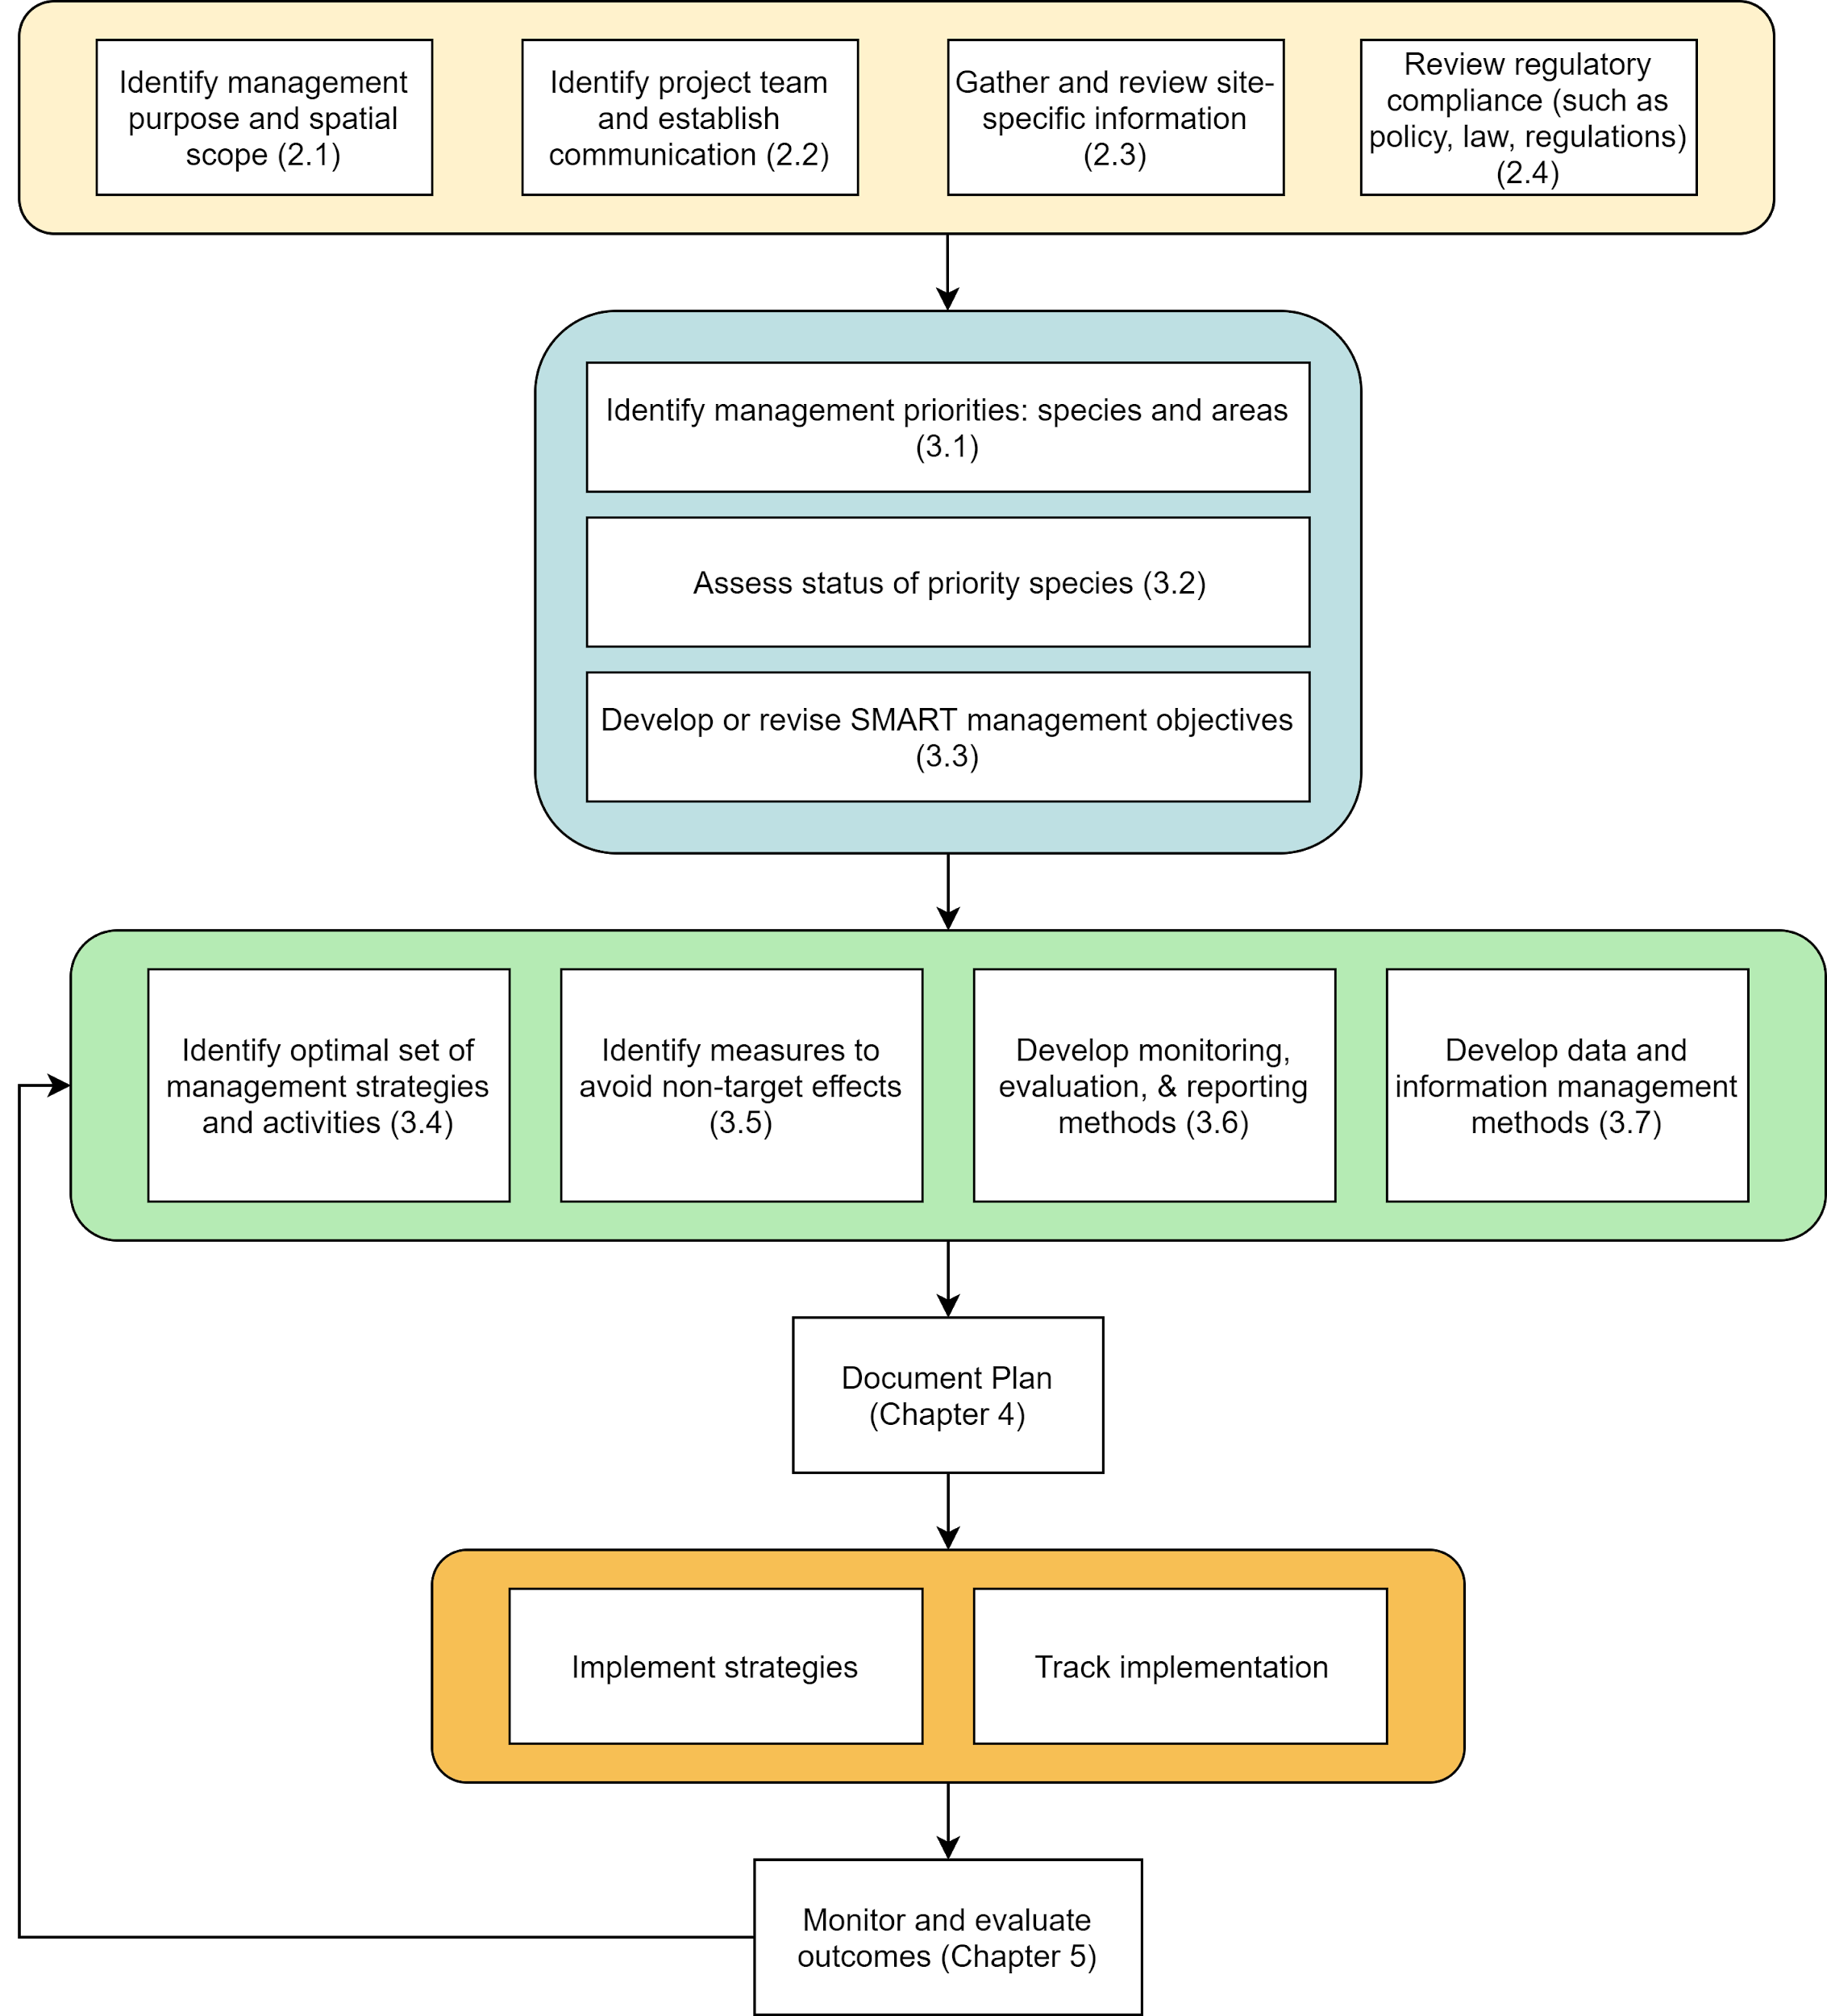 Identify management
purpose and spatial
scope (2.1)
Identify project team
and establish
communication (2.2)
Gather and review site-
specific information
(2.3)
Review regulatory
compliance (such as
policy, law, regulations)
(2.4)
Identify management priorities: species and areas
(3.1)
Assess status of priority species (3.2)
Develop or revise SMART management objectives
(3.3)
Identify optimal set of
management strategies
and activities (3.4)
Identify measures to
avoid non-target effects
(3.5)
Develop monitoring,
evaluation, & reporting
methods (3.6)
Develop data and
information management
methods (3.7)
Document Plan
(Chapter 4)
Implement strategies
Track implementation
Monitor and evaluate
outcomes (Chapter 5)